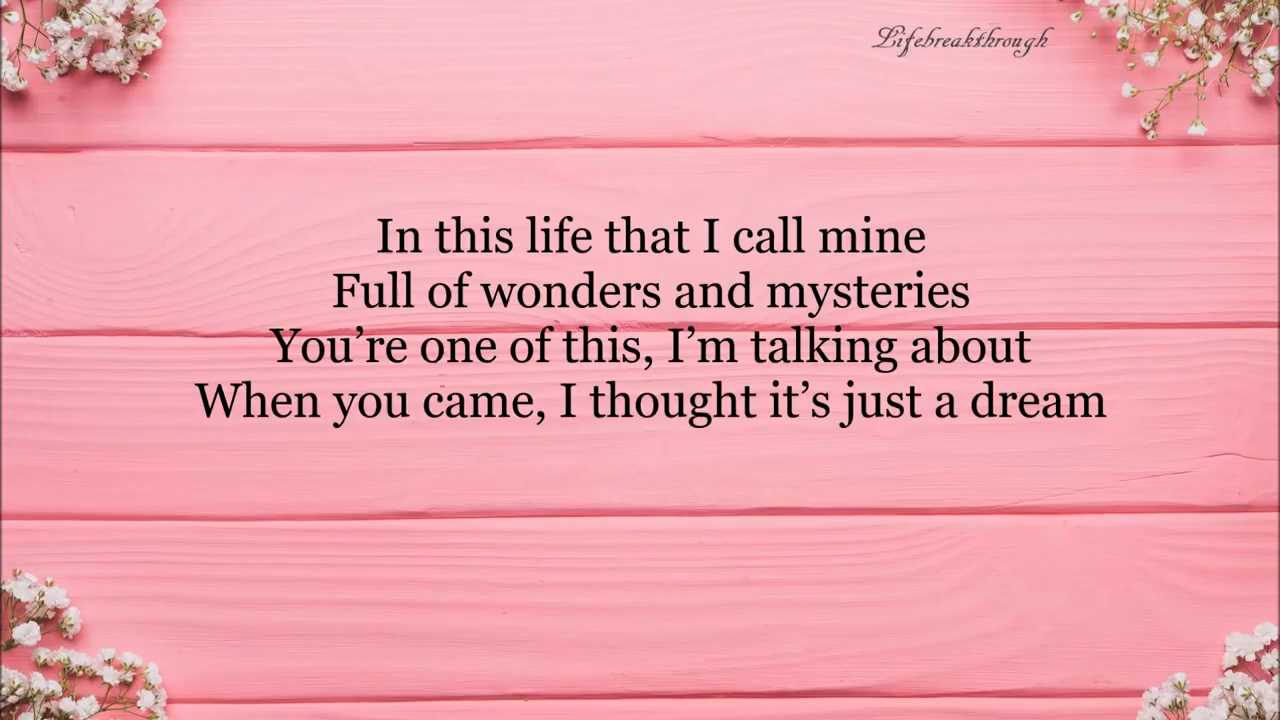 Lifebreakthrough
In this life that I call mine
Full of wonders and mysteries
You’re one of this, I’m talking about
When you came, I thought it’s just a dream